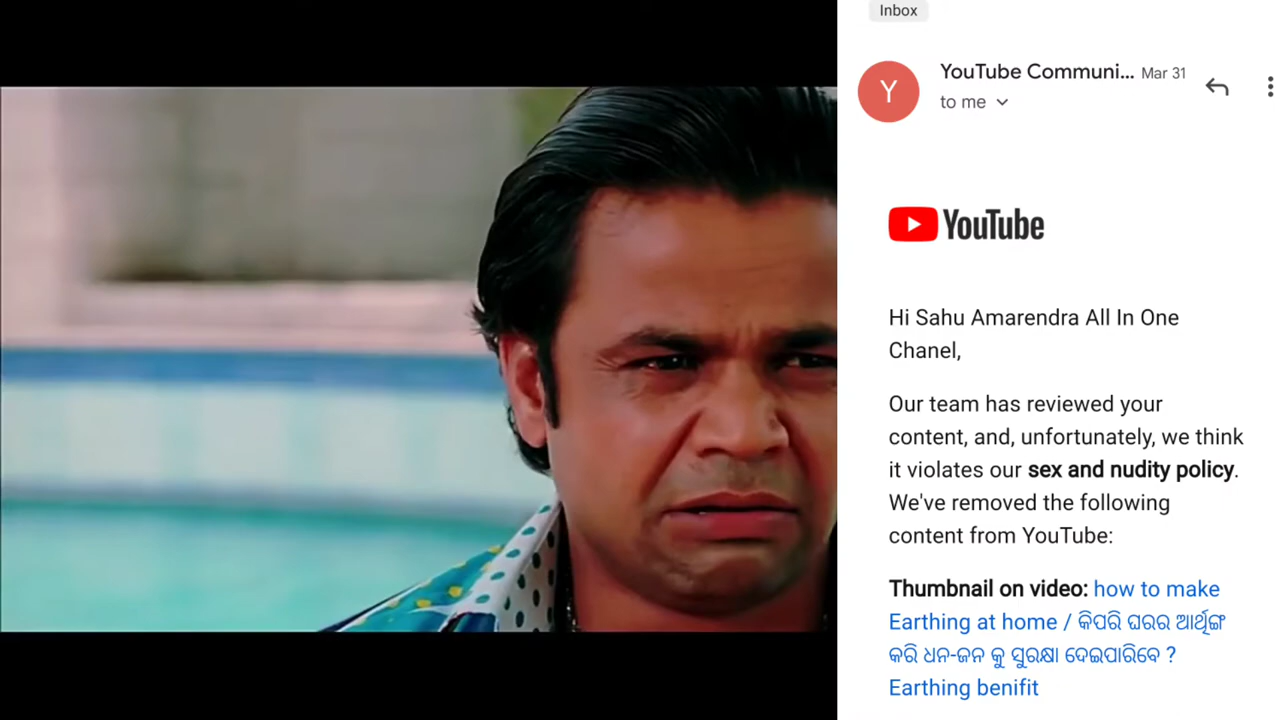 Inbox
YouTube Communi... Mar 31
to me
Y
YouTube
Hi Sahu Amarendra All In One
Chanel,
Our team has reviewed your
content, and, unfortunately, we think
it violates our sex and nudity policy.
We've removed the following
content from YouTube:
Thumbnail on video: how to make
Earthing at home / କିପରି ଘରର ଆର୍ଥିଙ୍ଗ
କରି ଧନ-ଜନ କୁ ସୁରକ୍ଷା ଦେଇପାରିବେ ?
Earthing benifit